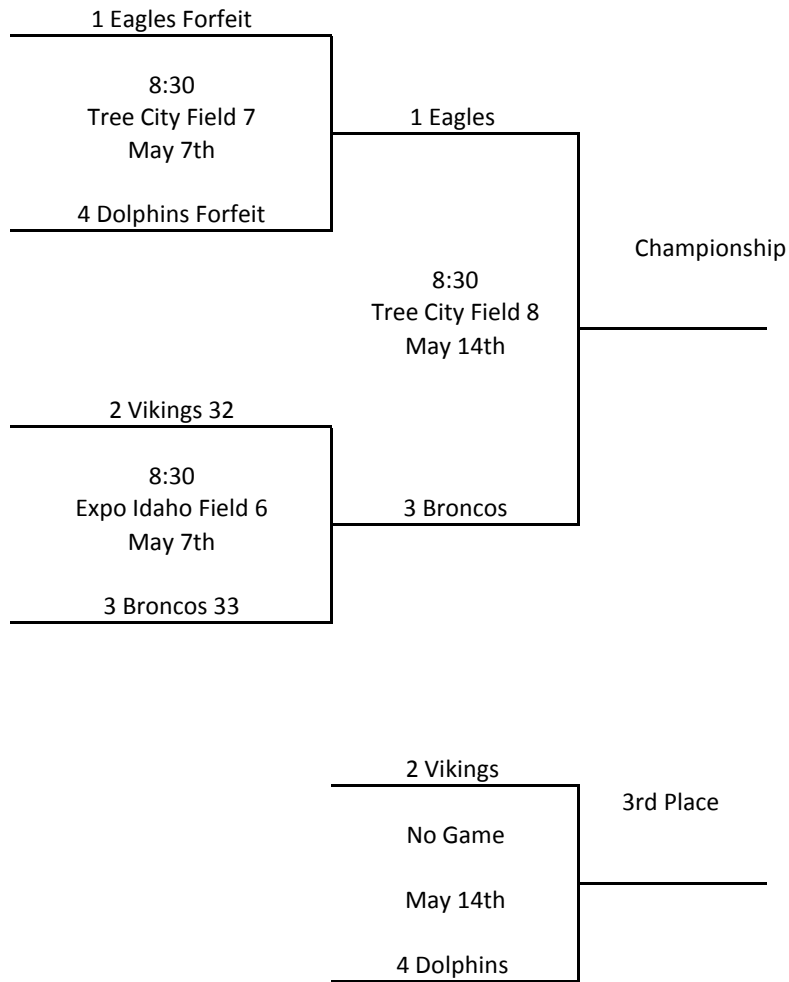 1 Eagles Forfeit
8:30
Tree City Field 7
May 7th
1 Eagles
4 Dolphins Forfeit
Championship
8:30
Tree City Field 8
May 14th
2 Vikings 32
8:30
Expo Idaho Field 6
May 7th
3 Broncos
3 Broncos 33
2 Vikings
3rd Place
No Game
May 14th
4 Dolphins